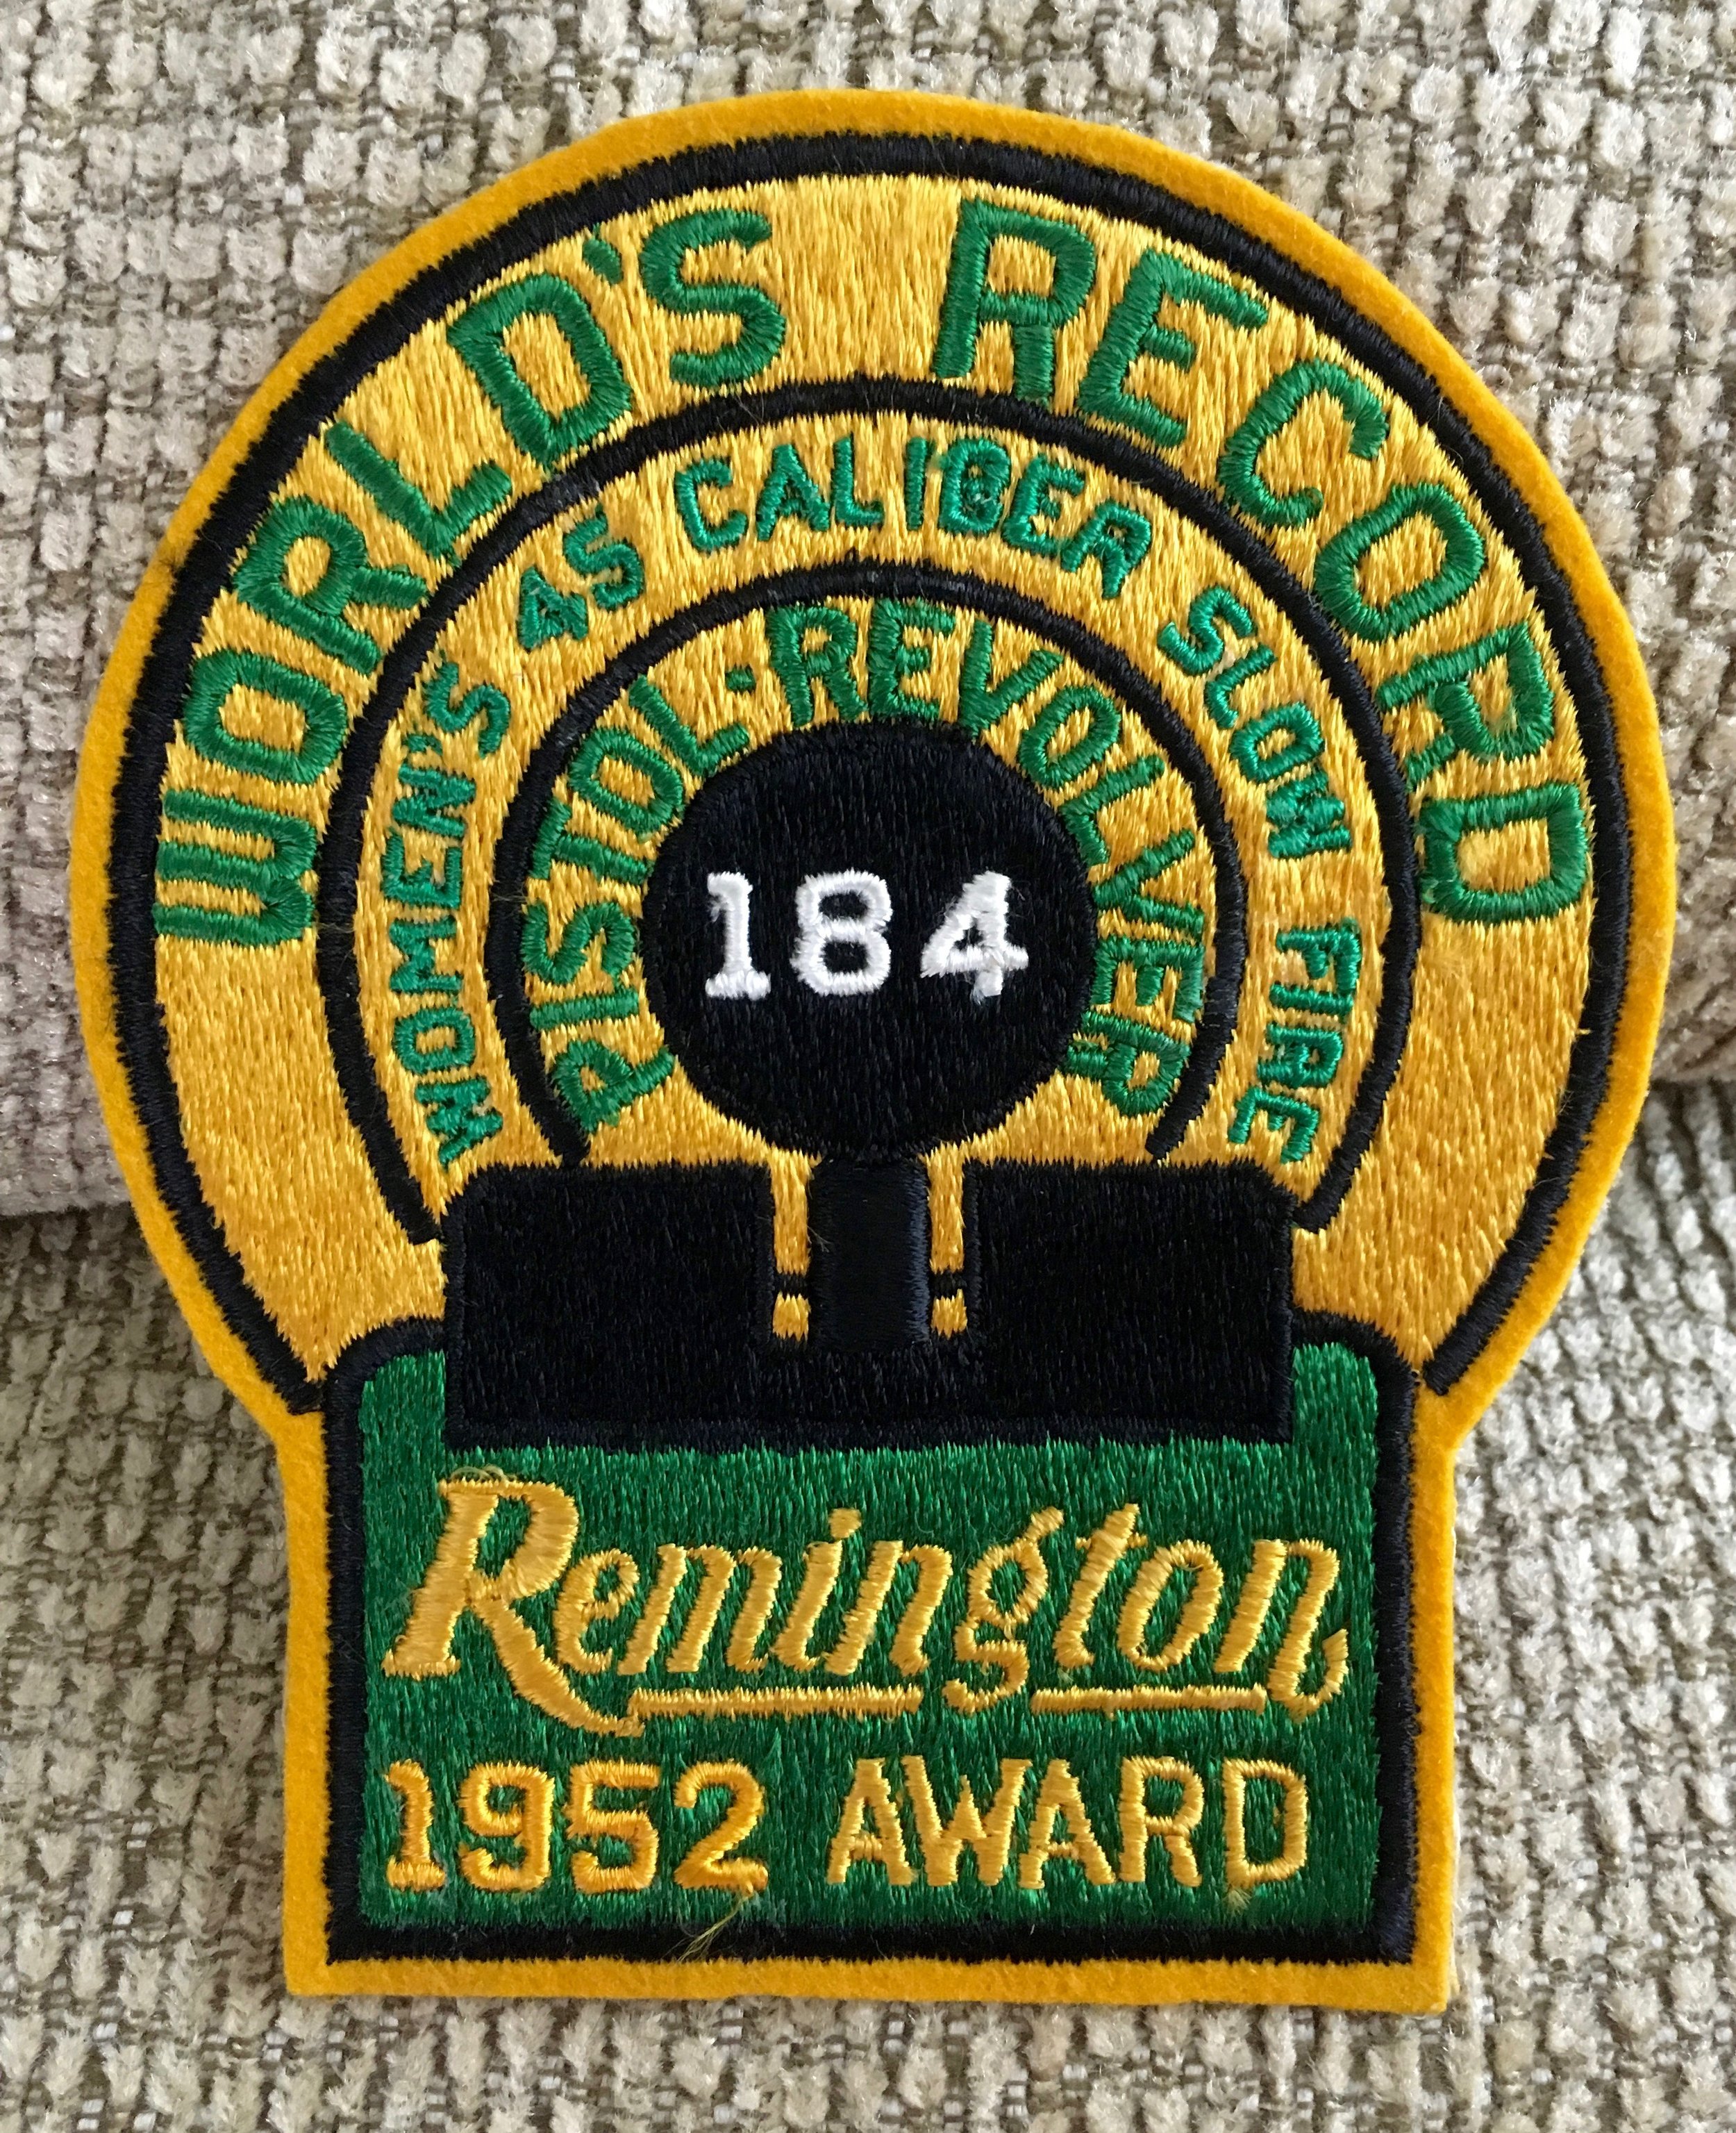 WORLD'S RECORD
WOMEN'S 45 CALIBER SLOW FIRE
PISTOL·REVOLVER
184
Remington
1952 AWARD